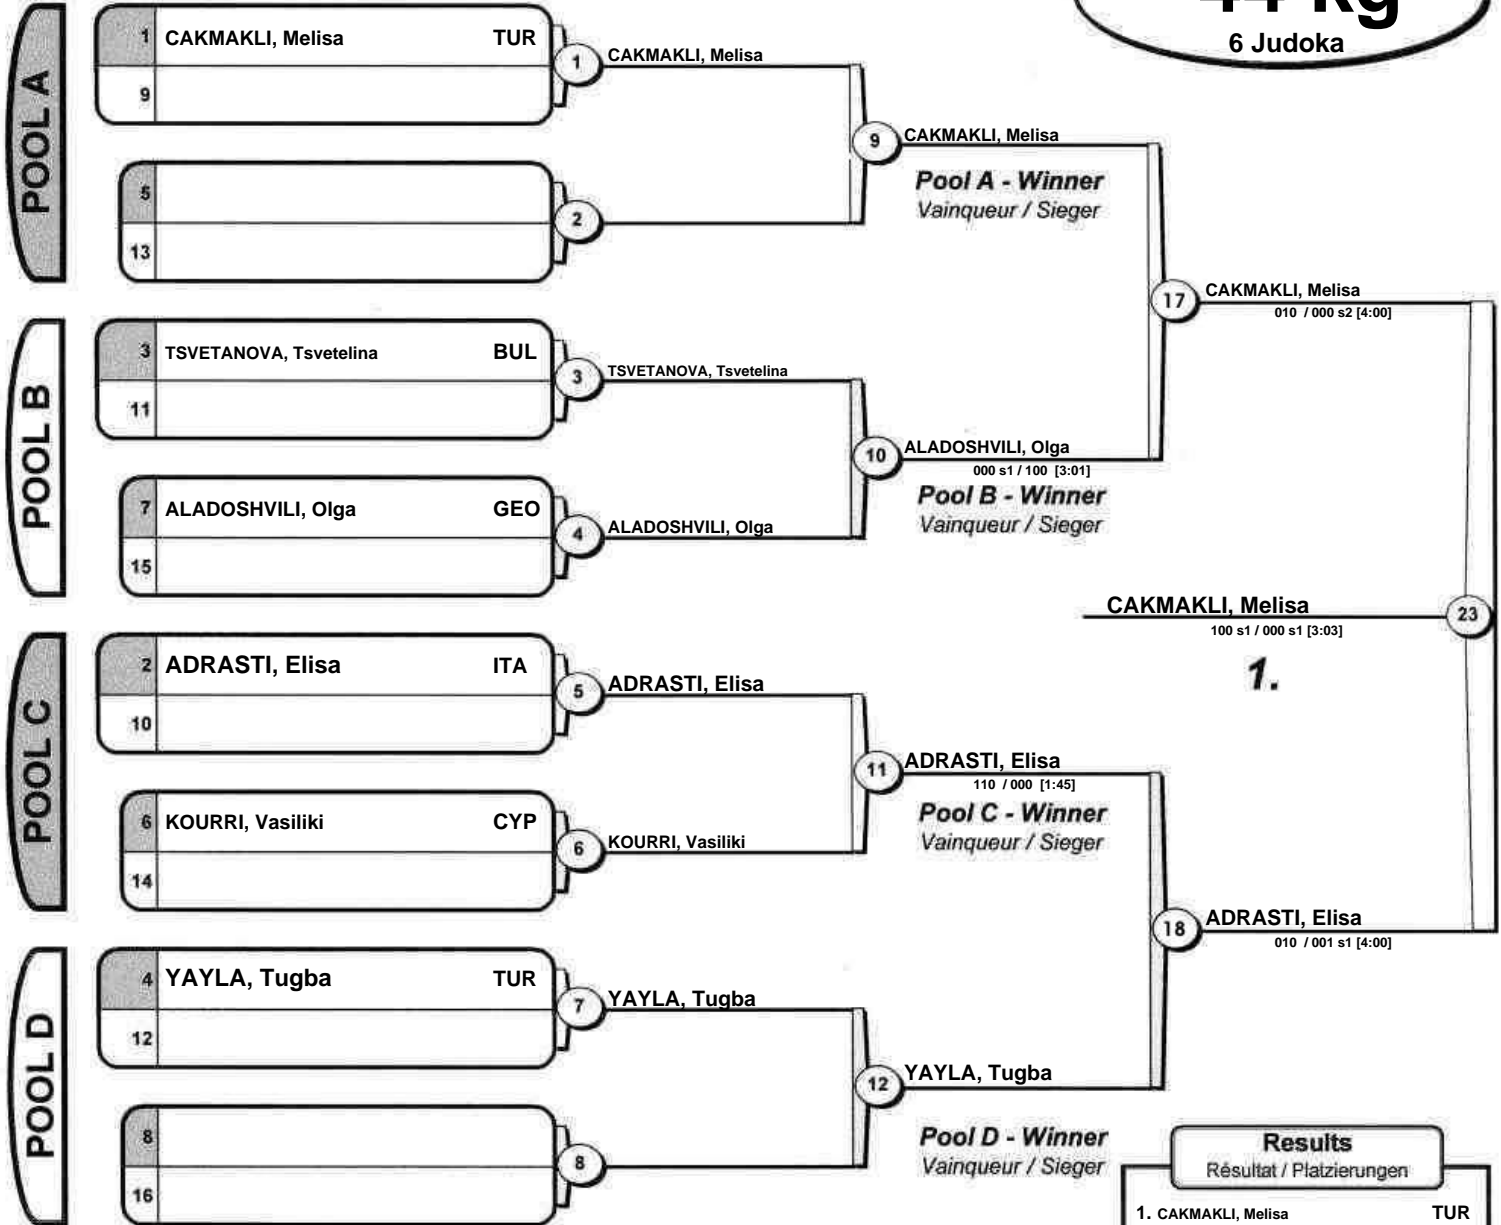 44 kg
6 Judoka
POOL A
1 CAKMAKLI, Melisa TUR
9
1 CAKMAKLI, Melisa
5
13
2
9 CAKMAKLI, Melisa
Pool A - Winner
Vainqueur / Sieger
POOL B
3 TSVETANOVA, Tsvetelina BUL
11
3 TSVETANOVA, Tsvetelina
7 ALADOSHVILI, Olga GEO
15
4 ALADOSHVILI, Olga
10 ALADOSHVILI, Olga
000 s1 / 100 [3:01]
Pool B - Winner
Vainqueur / Sieger
17 CAKMAKLI, Melisa
010 / 000 s2 [4:00]
CAKMAKLI, Melisa 23
100 s1 / 000 s1 [3:03]
1.
POOL C
2 ADRASTI, Elisa ITA
10
5 ADRASTI, Elisa
6 KOURRI, Vasiliki CYP
14
6 KOURRI, Vasiliki
11 ADRASTI, Elisa
110 / 000 [1:45]
Pool C - Winner
Vainqueur / Sieger
18 ADRASTI, Elisa
010 / 001 s1 [4:00]
POOL D
4 YAYLA, Tugba TUR
12
7 YAYLA, Tugba
8
16
8
12 YAYLA, Tugba
Pool D - Winner
Vainqueur / Sieger
Results
Résultat / Platzierungen
1. CAKMAKLI, Melisa TUR